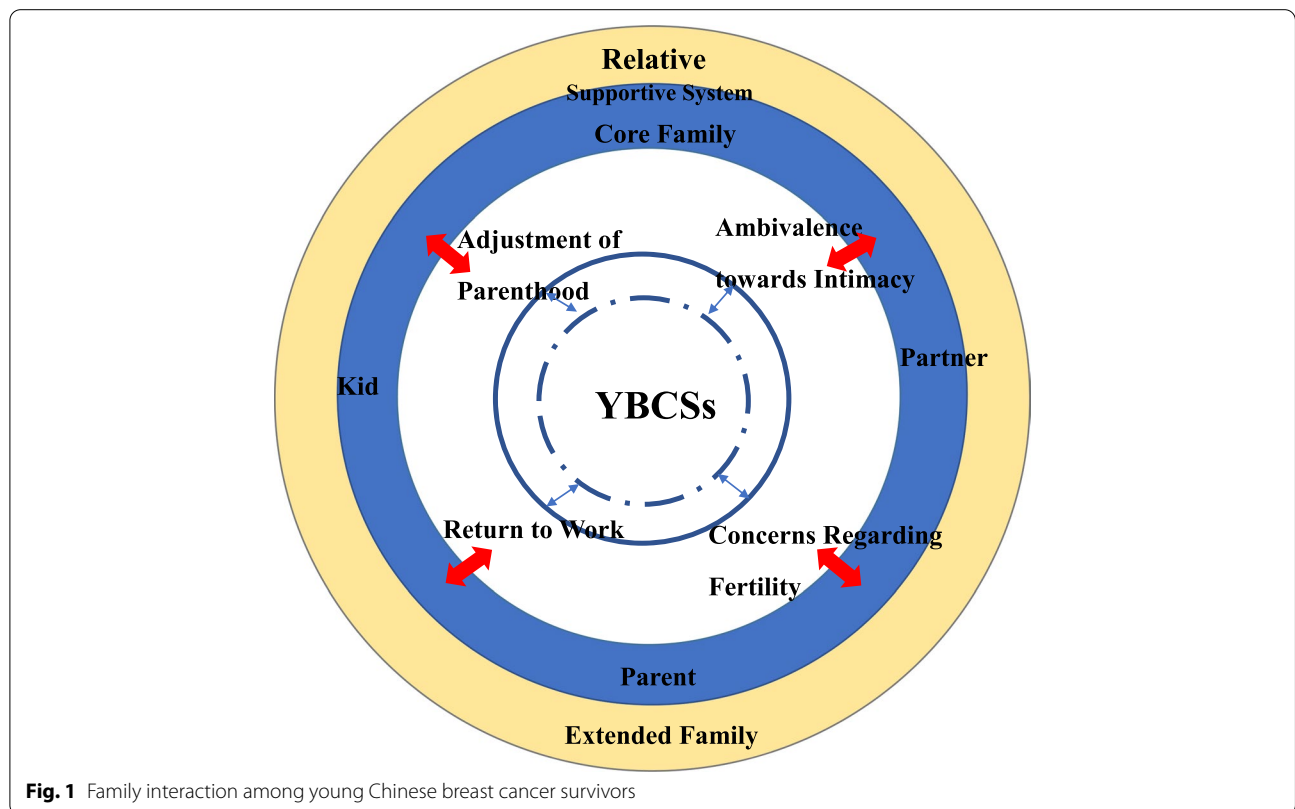 Relative
Supportive System
Core Family
Adjustment of
Parenthood
Ambivalence
towards Intimacy
Kid
Partner
YBCSs
Return to Work
Concerns Regarding
Fertility
Parent
Extended Family
Fig. 1 Family interaction among young Chinese breast cancer survivors